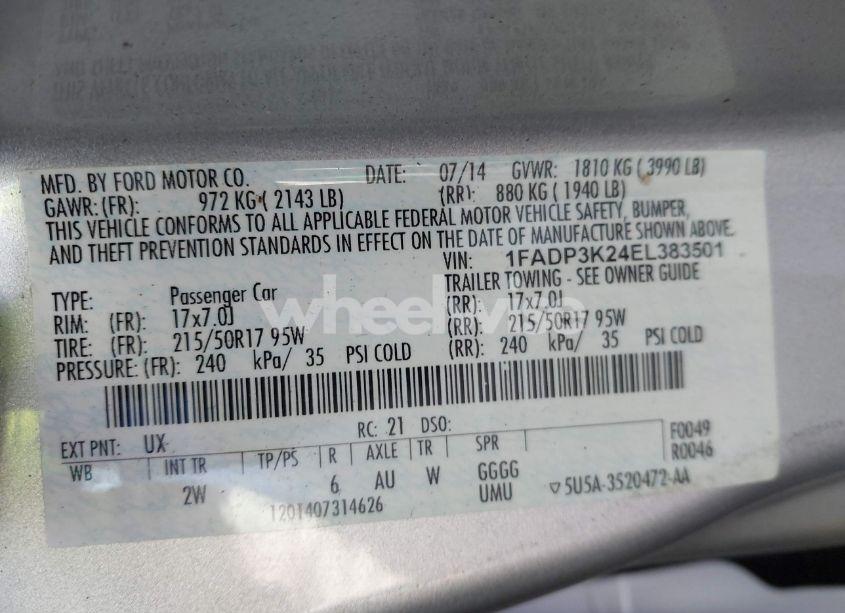 MFD. BY FORD MOTOR CO. DATE: 07/14 GVWR: 1810 KG ( 3990 LB)
GAWR: (FR): 972 KG ( 2143 LB) (RR): 880 KG ( 1940 LB)
THIS VEHICLE CONFORMS TO ALL APPLICABLE FEDERAL MOTOR VEHICLE SAFETY, BUMPER,
AND THEFT PREVENTION STANDARDS IN EFFECT ON THE DATE OF MANUFACTURE SHOWN ABOVE.
VIN: 1FADP3K24EL383501
TYPE: Passenger Car TRAILER TOWING - SEE OWNER GUIDE
RIM: (FR): 17x7.0J (RR): 17x7.0J
TIRE: (FR): 215/50R17 95W (RR): 215/50R17 95W
PRESSURE: (FR): 240 kPa/ 35 PSI COLD (RR): 240 kPa/ 35 PSI COLD
EXT PNT: UX RC: 21 DSO: F0049
WB INT TR TP/PS R AXLE TR SPR R0046
2W 6 AU W GGGG
UMU ▽5U5A-3520472-AA
1201407314626